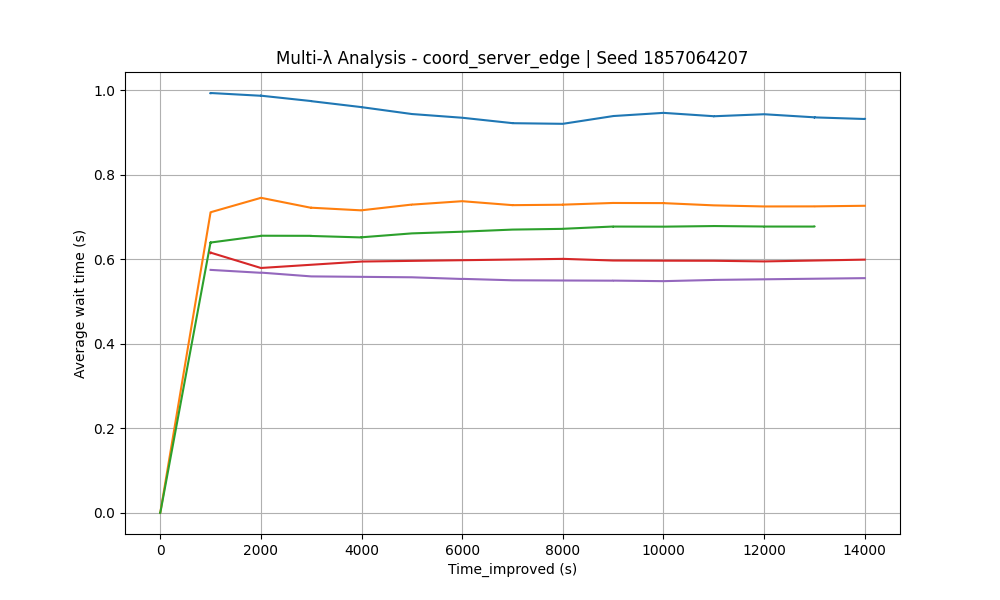 Multi-λ Analysis - coord_server_edge | Seed 1857064207
1.0
0.8
0.6
0.4
0.2
0.0
Average wait time (s)
0 2000 4000 6000 8000 10000 12000 14000
Time_improved (s)